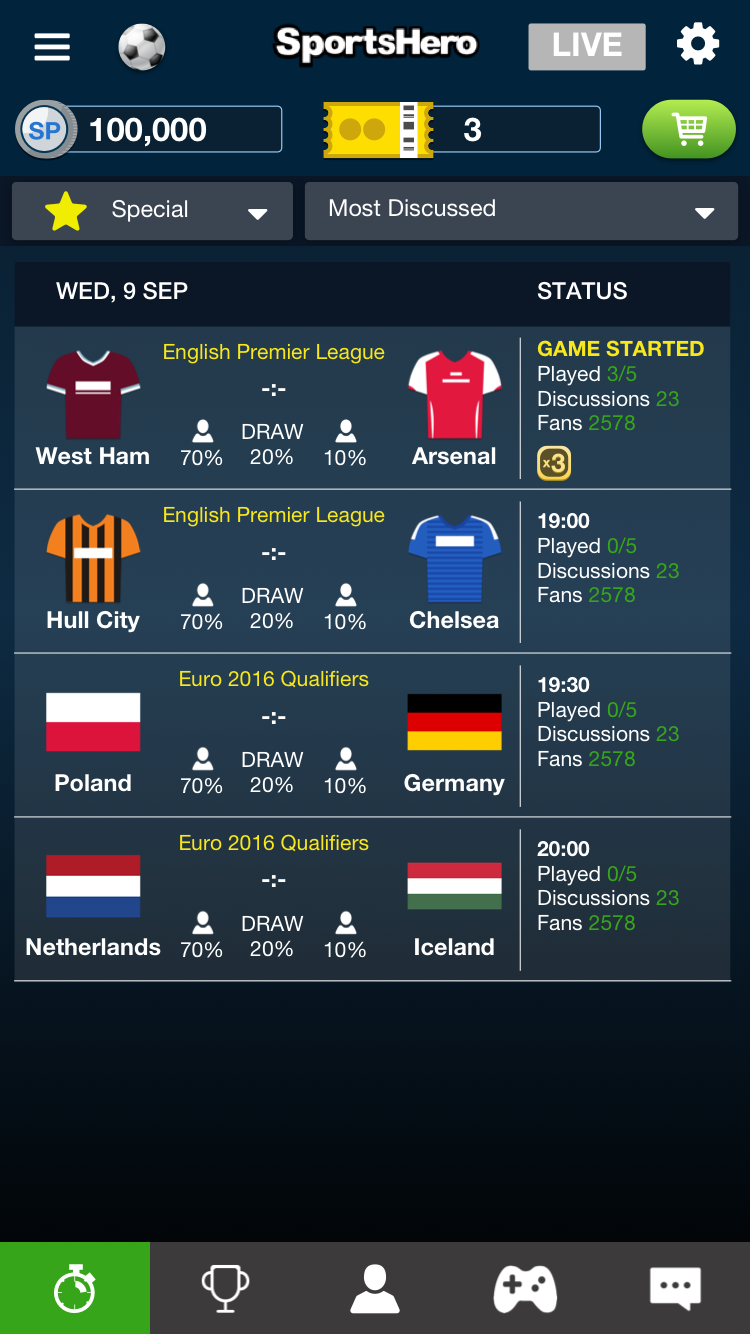 SportsHero
LIVE
SP 100,000
3
Special
Most Discussed
WED, 9 SEP
STATUS
English Premier League
-:-
West Ham
70%
DRAW
20%
10%
Arsenal
GAME STARTED
Played 3/5
Discussions 23
Fans 2578
x3
English Premier League
-:-
Hull City
70%
DRAW
20%
10%
Chelsea
19:00
Played 0/5
Discussions 23
Fans 2578
Euro 2016 Qualifiers
-:-
Poland
70%
DRAW
20%
10%
Germany
19:30
Played 0/5
Discussions 23
Fans 2578
Euro 2016 Qualifiers
-:-
Netherlands
70%
DRAW
20%
10%
Iceland
20:00
Played 0/5
Discussions 23
Fans 2578